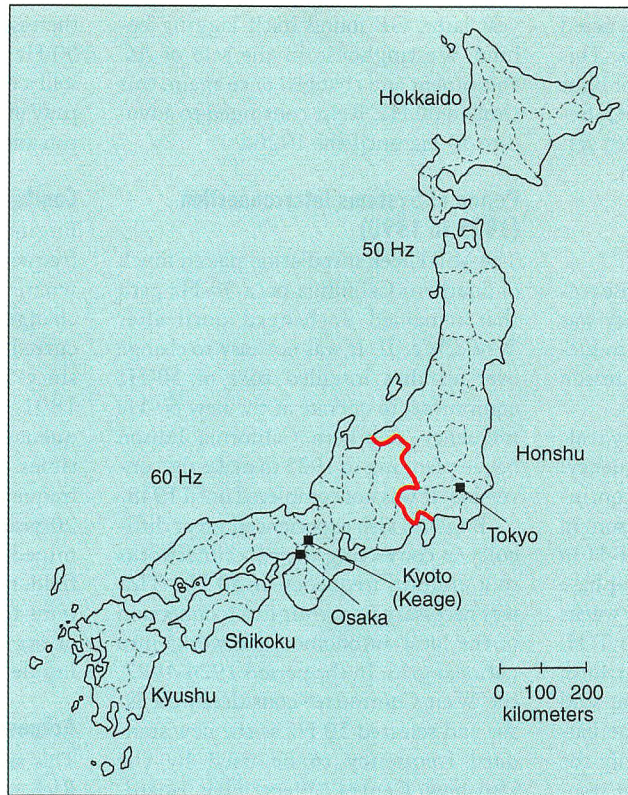 Hokkaido
50 Hz
Honshu
60 Hz
Tokyo
Kyoto
(Keage)
Osaka
Shikoku
Kyushu
0 100 200
kilometers